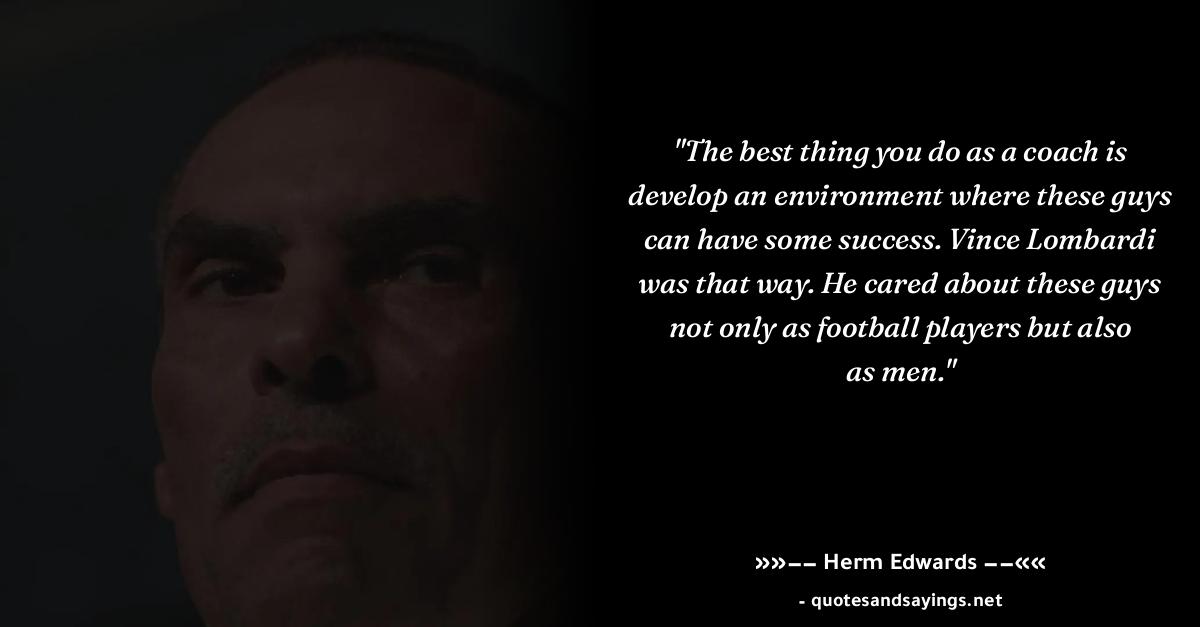 "The best thing you do as a coach is
develop an environment where these guys
can have some success. Vince Lombardi
was that way. He cared about these guys
not only as football players but also
as men."
»»−− Herm Edwards −−««
- quotesandsayings.net